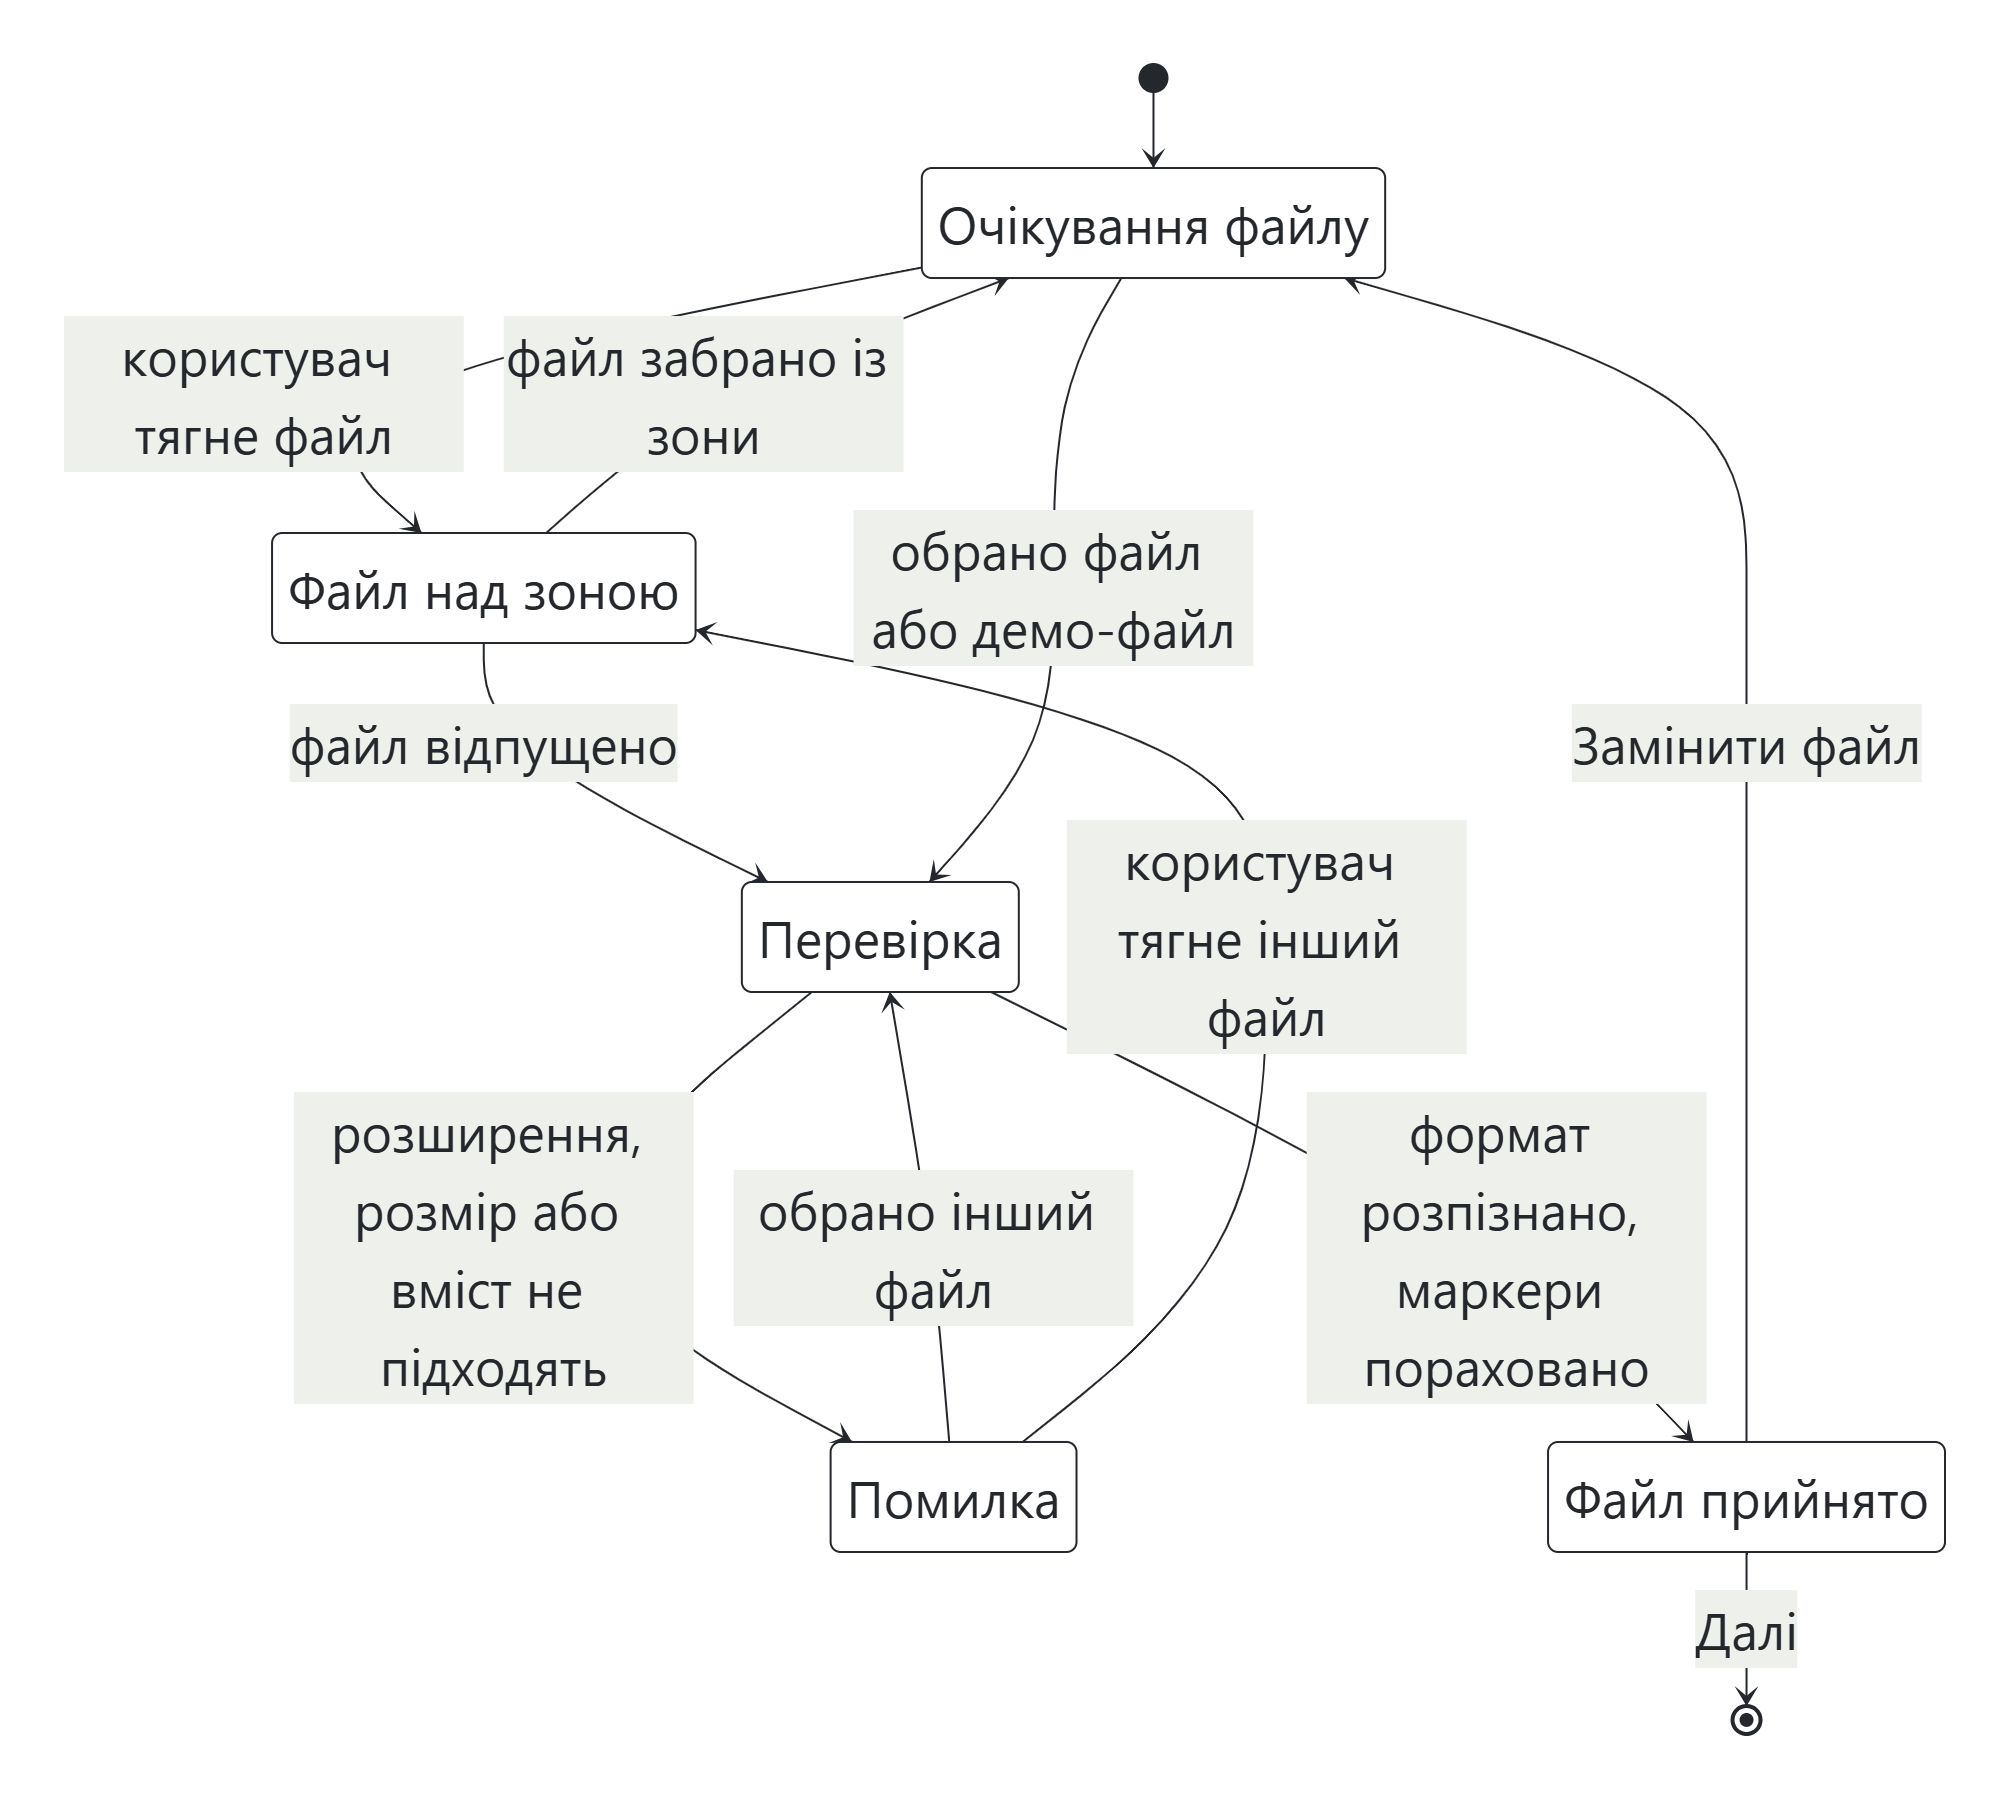 Очікування файлу
користувач
тягне файл
файл забрано із
зони
обрано файл
або демо-файл
Файл над зоною
файл відпущено
Замінити файл
користувач
тягне інший
файл
Перевірка
розширення,
розмір або
вміст не
підходять
обрано інший
файл
формат
розпізнано,
маркери
пораховано
Помилка
Файл прийнято
Далі